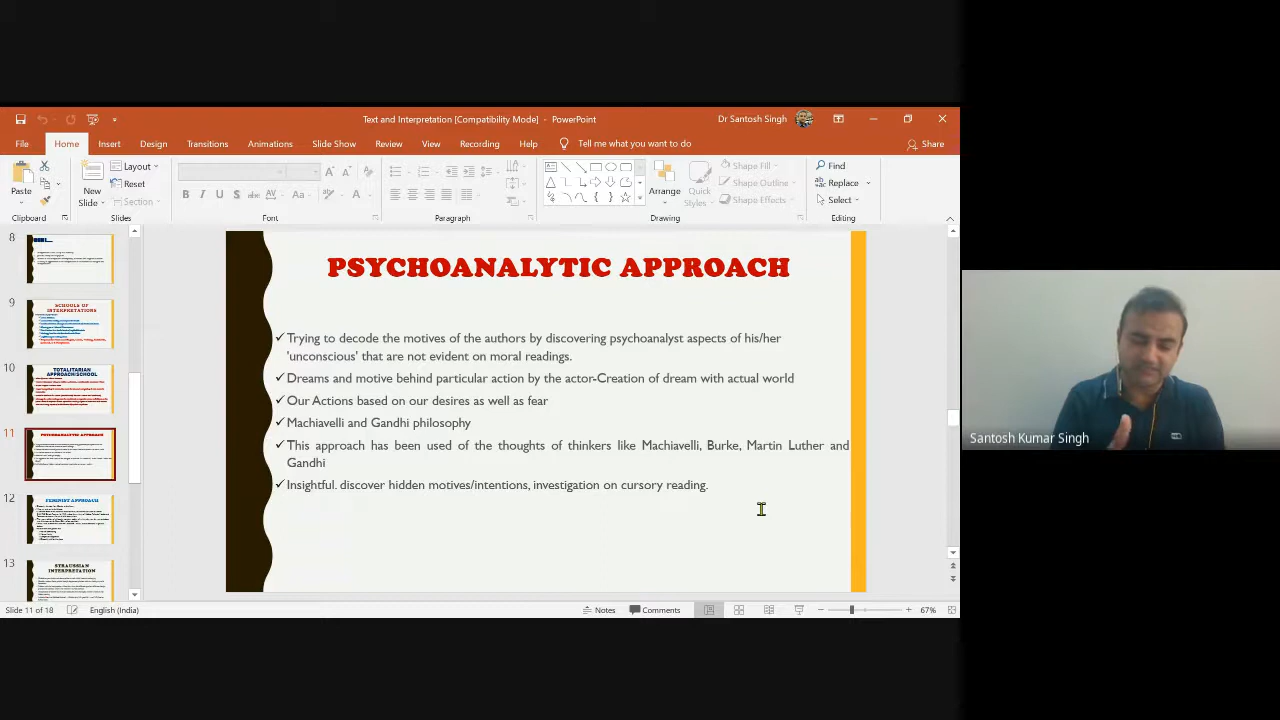 Text and Interpretation [Compatibility Mode] - PowerPoint
Dr Santosh Singh
File Home Insert Design Transitions Animations Slide Show Review View Recording Help Tell me what you want to do Share
Paste
Clipboard
New
Slide
Layout
Reset
Section
Slides
Font
Paragraph
Arrange
Quick
Styles
Shape Fill
Shape Outline
Shape Effects
Drawing
Find
Replace
Select
Editing
8
9
SCHOOLS OF
INTERPRETATIONS
10
TOTALITARIAN
APPROACH/SCHOOL
11
PSYCHOANALYTIC APPROACH
12
FEMINIST APPROACH
13
STRAUSSIAN
INTERPRETATION
PSYCHOANALYTIC APPROACH
✓Trying to decode the motives of the authors by discovering psychoanalyst aspects of his/her
'unconscious' that are not evident on moral readings.
✓Dreams and motive behind particular action by the actor-Creation of dream with actual world
✓Our Actions based on our desires as well as fear
✓Machiavelli and Gandhi philosophy
✓This approach has been used of the thoughts of thinkers like Machiavelli, Burke, Martin Luther and
Gandhi
✓Insightful. discover hidden motives/intentions, investigation on cursory reading.
Slide 11 of 18 English (India) Notes Comments 67%
Santosh Kumar Singh